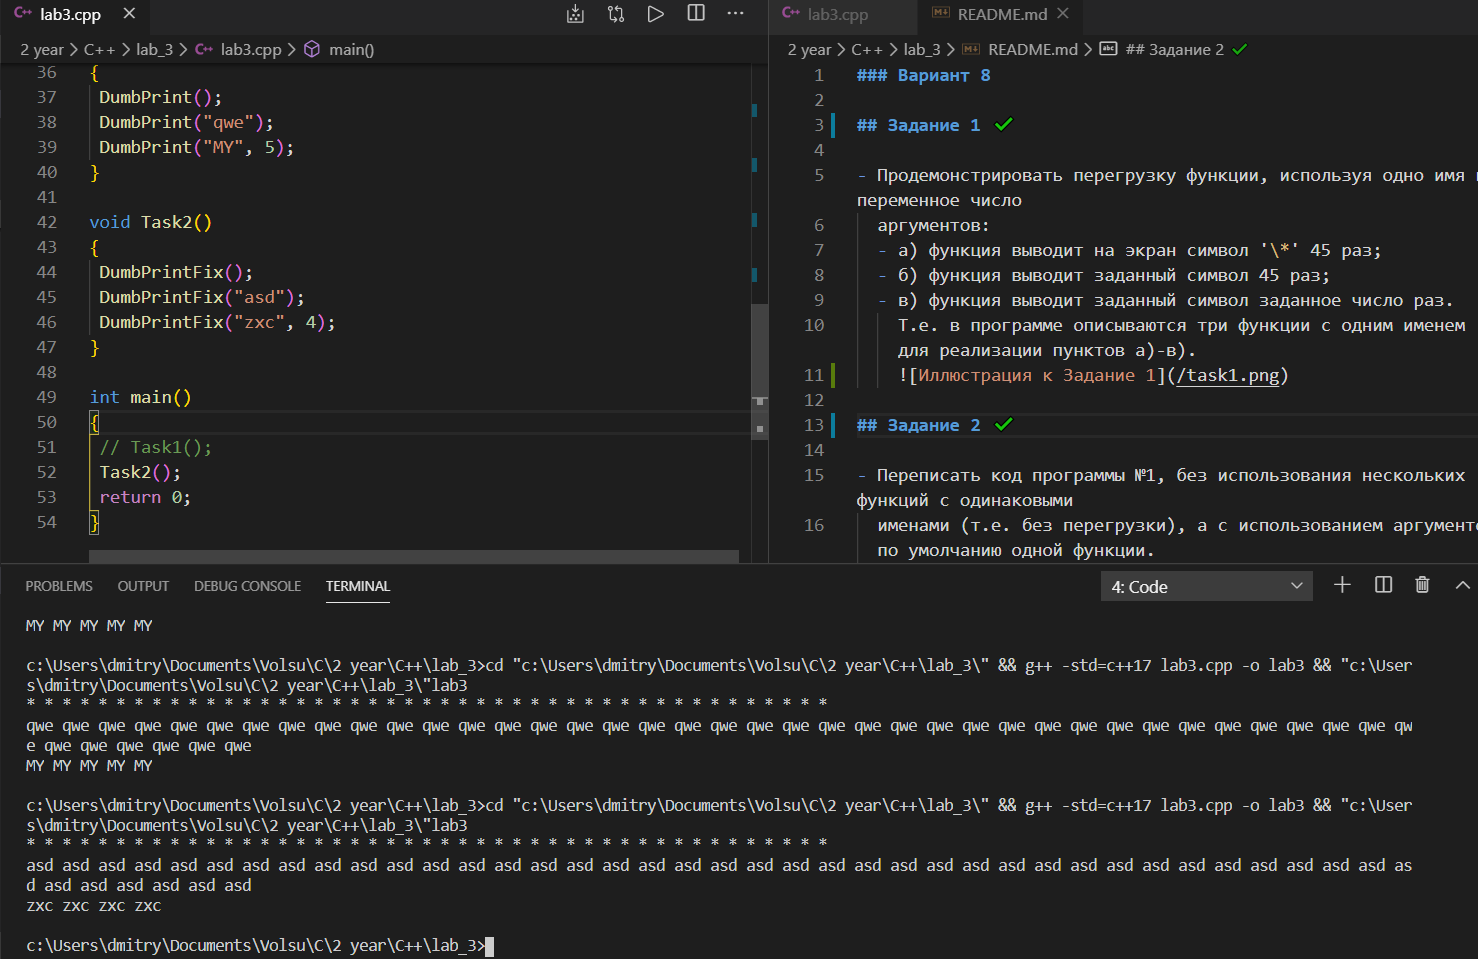 lab3.cpp
2 year > C++ > lab_3 > lab3.cpp > main()
36 {
37 DumbPrint();
38 DumbPrint("qwe");
39 DumbPrint("MY", 5);
40 }
41
42 void Task2()
43 {
44 DumbPrintFix();
45 DumbPrintFix("asd");
46 DumbPrintFix("zxc", 4);
47 }
48
49 int main()
50 {
51 // Task1();
52 Task2();
53 return 0;
54 }
lab3.cpp README.md
2 year > C++ > lab_3 > README.md > ## Задание 2 ✓
1 ### Вариант 8
2
3 ## Задание 1 ✓
4
5 - Продемонстрировать перегрузку функции, используя одно имя
переменное число
6 аргументов:
7 - а) функция выводит на экран символ '\*' 45 раз;
8 - б) функция выводит заданный символ 45 раз;
9 - в) функция выводит заданный символ заданное число раз.
10 Т.е. в программе описываются три функции с одним именем
для реализации пунктов а)-в).
11 ![Иллюстрация к Задание 1](/task1.png)
12
13 ## Задание 2 ✓
14
15 - Переписать код программы №1, без использования нескольких
функций с одинаковыми
16 именами (т.е. без перегрузки), а с использованием аргументо
по умолчанию одной функции.
PROBLEMS OUTPUT DEBUG CONSOLE TERMINAL 4: Code
MY MY MY MY MY
c:\Users\dmitry\Documents\Volsu\C\2 year\C++\lab_3>cd "c:\Users\dmitry\Documents\Volsu\C\2 year\C++\lab_3\" && g++ -std=c++17 lab3.cpp -o lab3 && "c:\User
s\dmitry\Documents\Volsu\C\2 year\C++\lab_3\"lab3
* * * * * * * * * * * * * * * * * * * * * * * * * * * * * * * * * * * * * * * * * * * * *
qwe qwe qwe qwe qwe qwe qwe qwe qwe qwe qwe qwe qwe qwe qwe qwe qwe qwe qwe qwe qwe qwe qwe qwe qwe qwe qwe qwe qwe qwe qwe qwe qwe qwe qwe qwe qwe qwe qw
e qwe qwe qwe qwe qwe qwe
MY MY MY MY MY
c:\Users\dmitry\Documents\Volsu\C\2 year\C++\lab_3>cd "c:\Users\dmitry\Documents\Volsu\C\2 year\C++\lab_3\" && g++ -std=c++17 lab3.cpp -o lab3 && "c:\User
s\dmitry\Documents\Volsu\C\2 year\C++\lab_3\"lab3
* * * * * * * * * * * * * * * * * * * * * * * * * * * * * * * * * * * * * * * * * * * * *
asd asd asd asd asd asd asd asd asd asd asd asd asd asd asd asd asd asd asd asd asd asd asd asd asd asd asd asd asd asd asd asd asd asd asd asd asd asd as
d asd asd asd asd asd asd
zxc zxc zxc zxc
c:\Users\dmitry\Documents\Volsu\C\2 year\C++\lab_3>